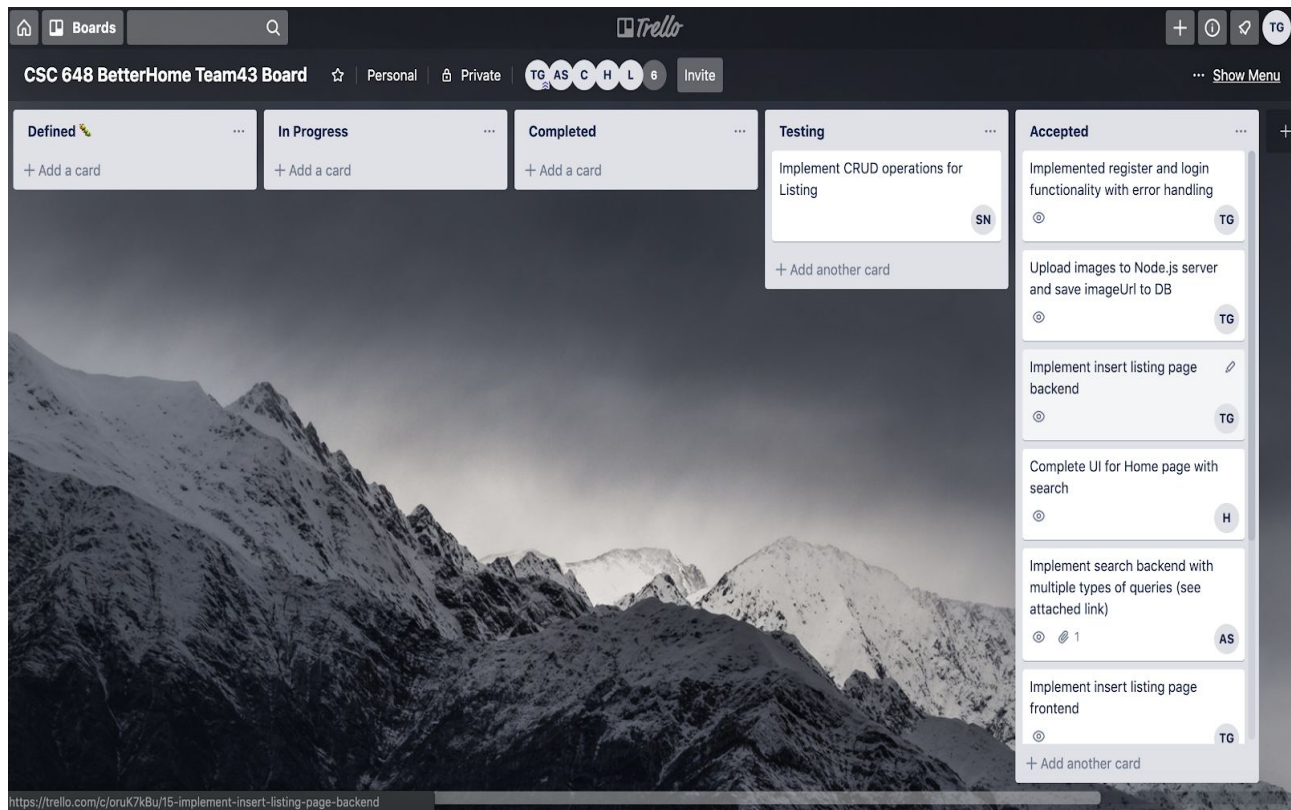 Boards
Trello
TG
CSC 648 BetterHome Team43 Board
Personal
Private
TG AS C H L 6
Invite
... Show Menu
Defined 🐛 ...
+ Add a card
In Progress ...
+ Add a card
Completed ...
+ Add a card
Testing ...
Implement CRUD operations for
Listing
SN
+ Add another card
Accepted ...
Implemented register and login
functionality with error handling
TG
Upload images to Node.js server
and save imageUrl to DB
TG
Implement insert listing page
backend
TG
Complete UI for Home page with
search
H
Implement search backend with
multiple types of queries (see
attached link)
1
AS
Implement insert listing page
frontend
TG
+ Add another card
https://trello.com/c/oruK7kBu/15-implement-insert-listing-page-backend